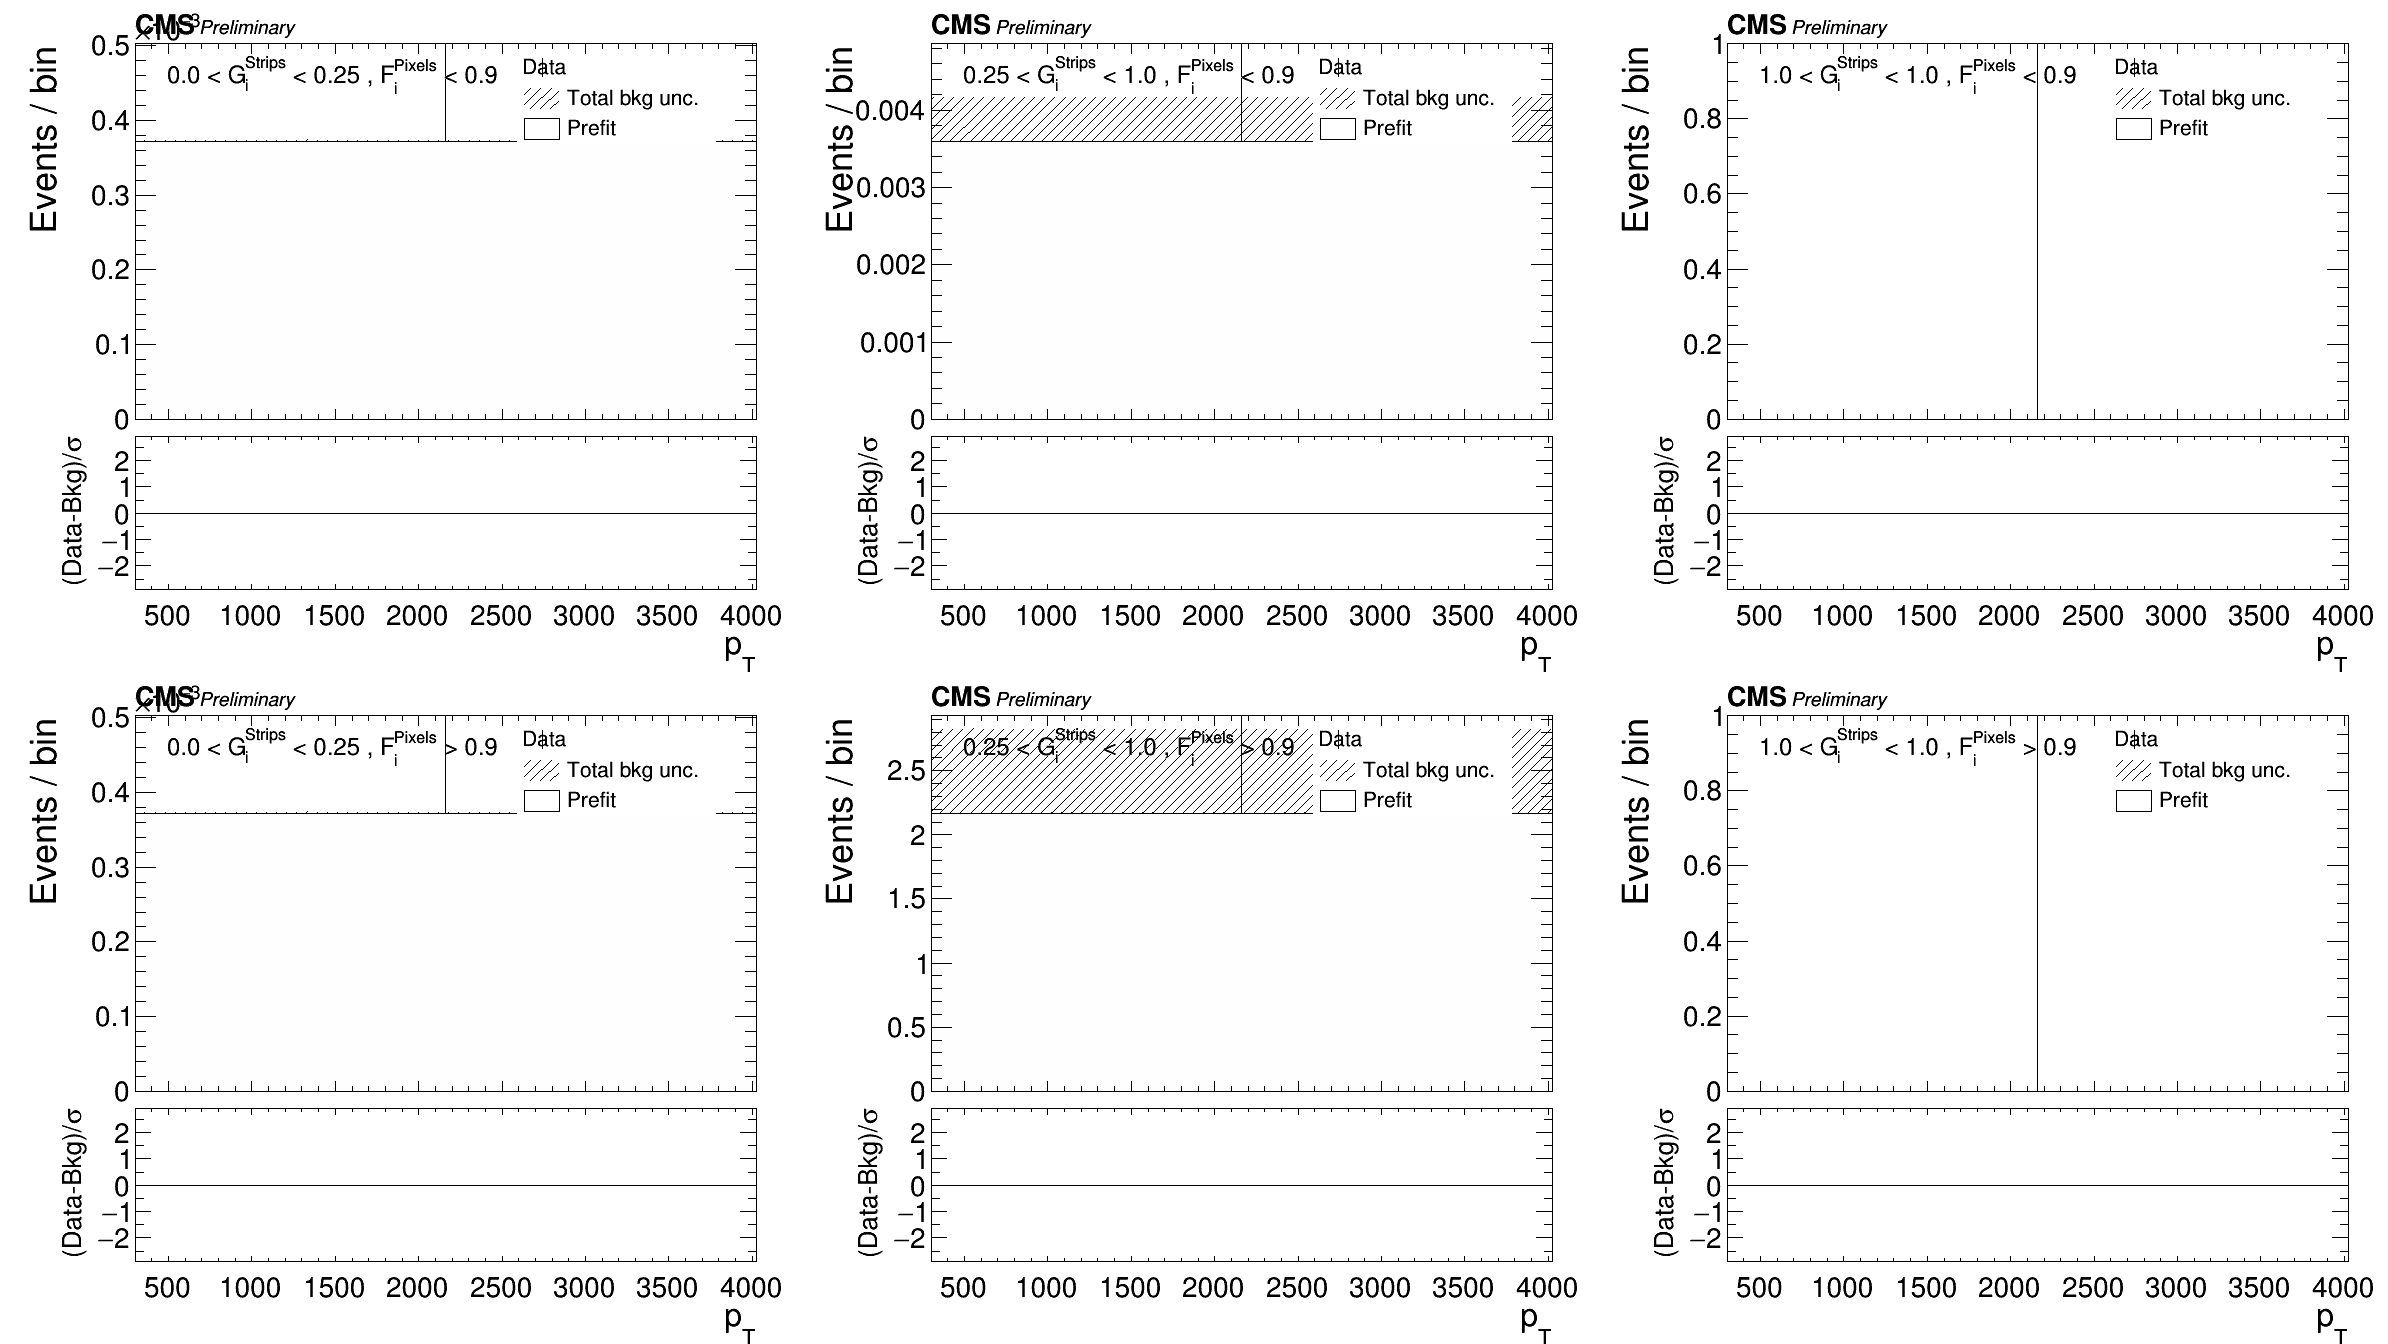 CMS Preliminary
×10⁻³
Events / bin
0.0 < G_i^Strips < 0.25 , F_i^Pixels < 0.9
Data
Total bkg unc.
Prefit
0.5
0.4
0.3
0.2
0.1
0
(Data-Bkg)/σ
2
1
0
−1
−2
500 1000 1500 2000 2500 3000 3500 4000
p_T
CMS Preliminary
Events / bin
0.25 < G_i^Strips < 1.0 , F_i^Pixels < 0.9
Data
Total bkg unc.
Prefit
0.004
0.003
0.002
0.001
0
(Data-Bkg)/σ
2
1
0
−1
−2
500 1000 1500 2000 2500 3000 3500 4000
p_T
CMS Preliminary
Events / bin
1.0 < G_i^Strips < 1.0 , F_i^Pixels < 0.9
Data
Total bkg unc.
Prefit
1
0.8
0.6
0.4
0.2
0
(Data-Bkg)/σ
2
1
0
−1
−2
500 1000 1500 2000 2500 3000 3500 4000
p_T
CMS Preliminary
×10⁻³
Events / bin
0.0 < G_i^Strips < 0.25 , F_i^Pixels > 0.9
Data
Total bkg unc.
Prefit
0.5
0.4
0.3
0.2
0.1
0
(Data-Bkg)/σ
2
1
0
−1
−2
500 1000 1500 2000 2500 3000 3500 4000
p_T
CMS Preliminary
Events / bin
0.25 < G_i^Strips < 1.0 , F_i^Pixels > 0.9
Data
Total bkg unc.
Prefit
2.5
2
1.5
1
0.5
0
(Data-Bkg)/σ
2
1
0
−1
−2
500 1000 1500 2000 2500 3000 3500 4000
p_T
CMS Preliminary
Events / bin
1.0 < G_i^Strips < 1.0 , F_i^Pixels > 0.9
Data
Total bkg unc.
Prefit
1
0.8
0.6
0.4
0.2
0
(Data-Bkg)/σ
2
1
0
−1
−2
500 1000 1500 2000 2500 3000 3500 4000
p_T